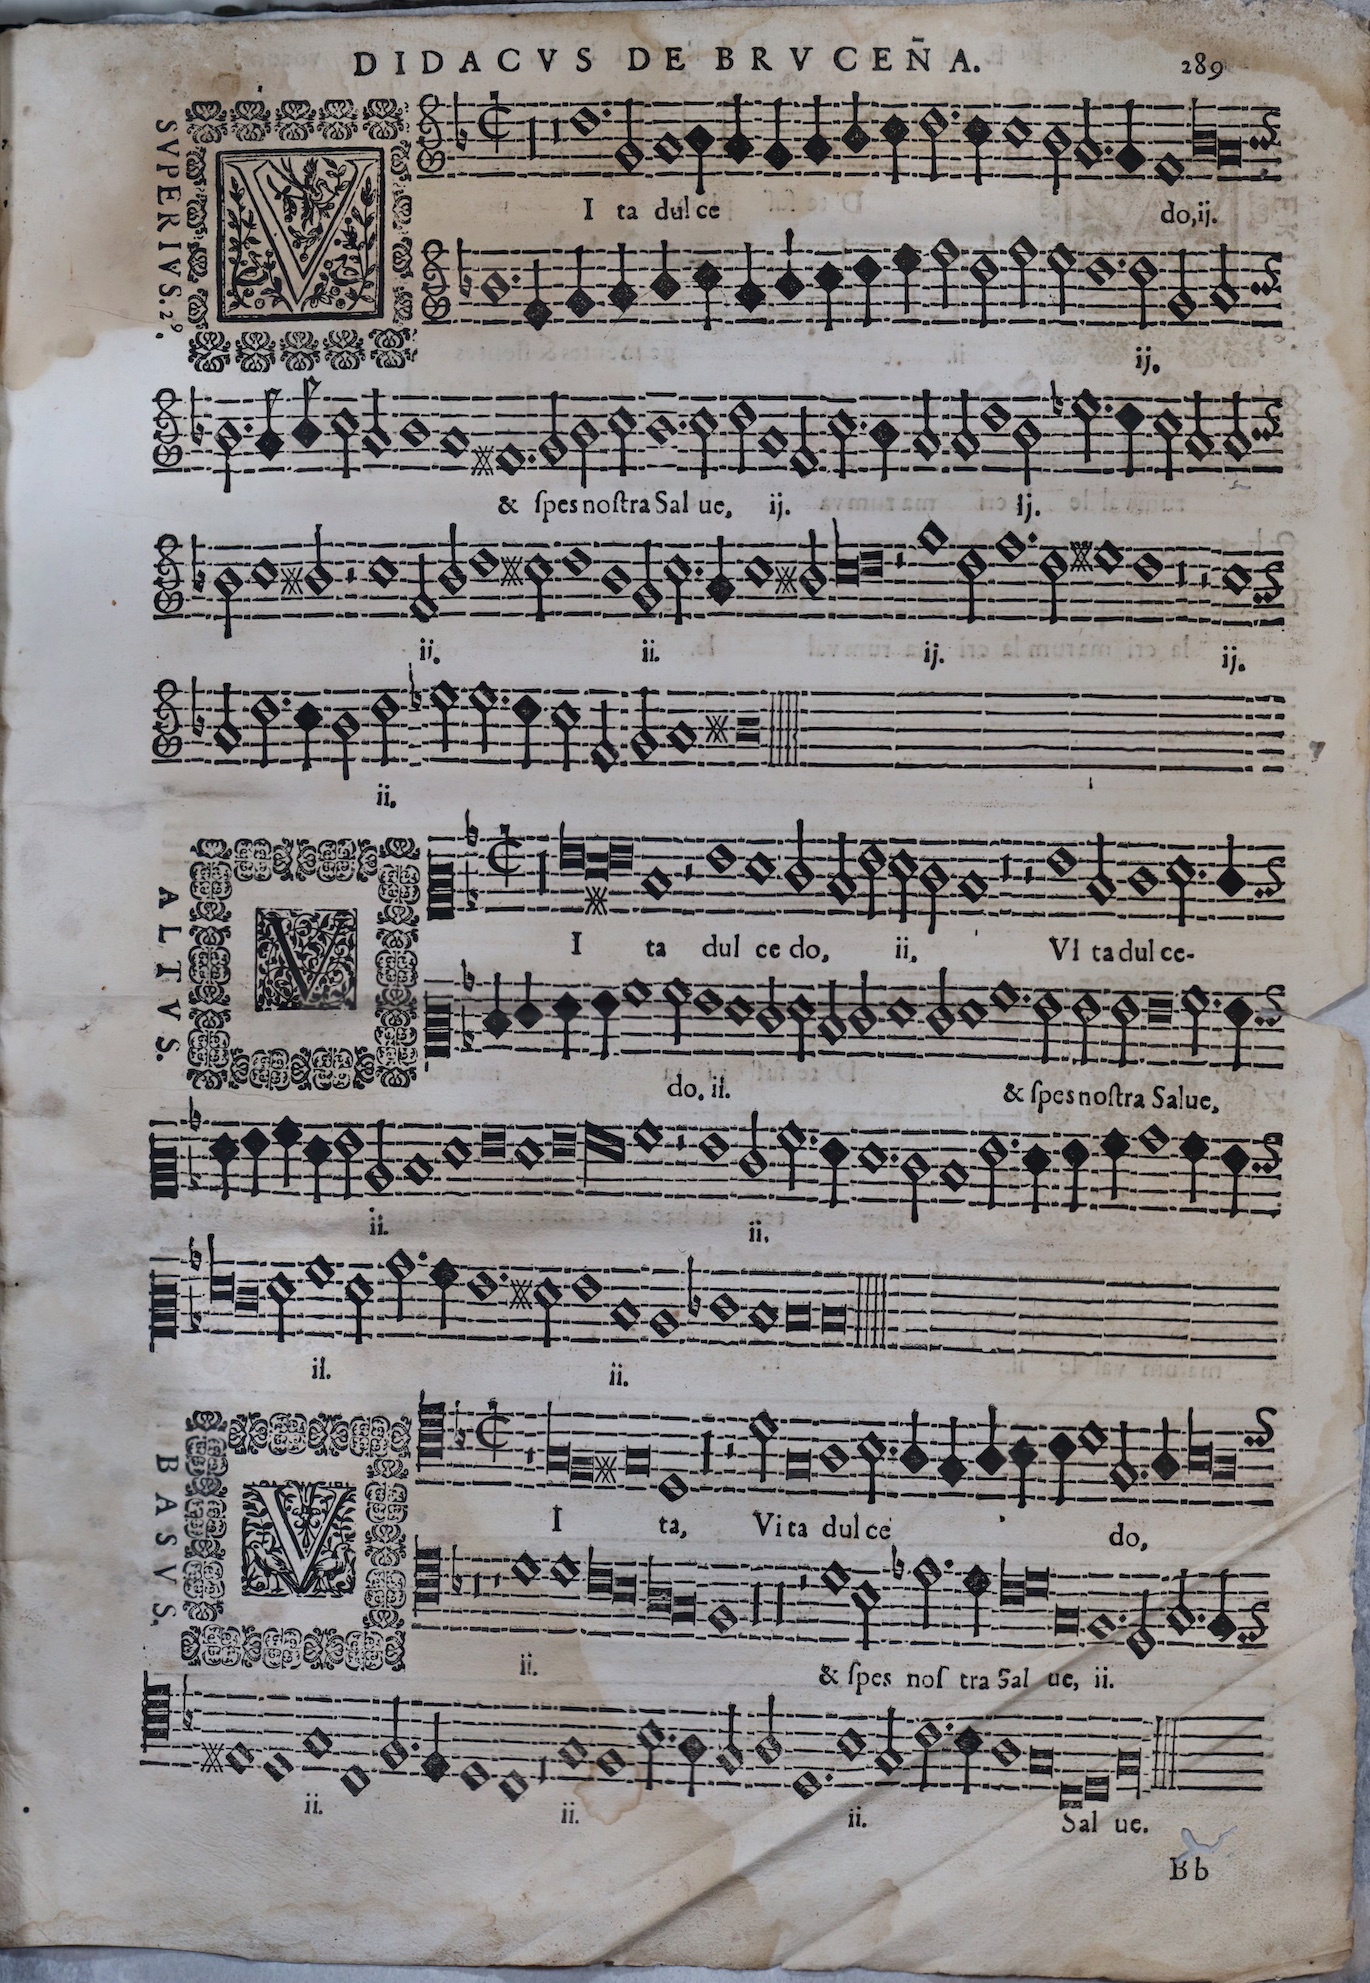 DIDACVS DE BRVCEÑA. 289
SVPERIVS. 29.
V I ta dul ce do, ij.
ij.
& ſpes noſtra Sal ue, ij. ij.
ii. ii. ij. ij.
ii.
ALTVS.
V I ta dul ce do, ii. VI ta dul ce-
do, ii. & ſpes noſtra Salue,
ii. ii.
ii. ii.
BASVS.
V I ta, Vi ta dul ce do,
ii. & ſpes noſ tra Sal ue, ii.
ii. ii. ii. Sal ue.
Bb